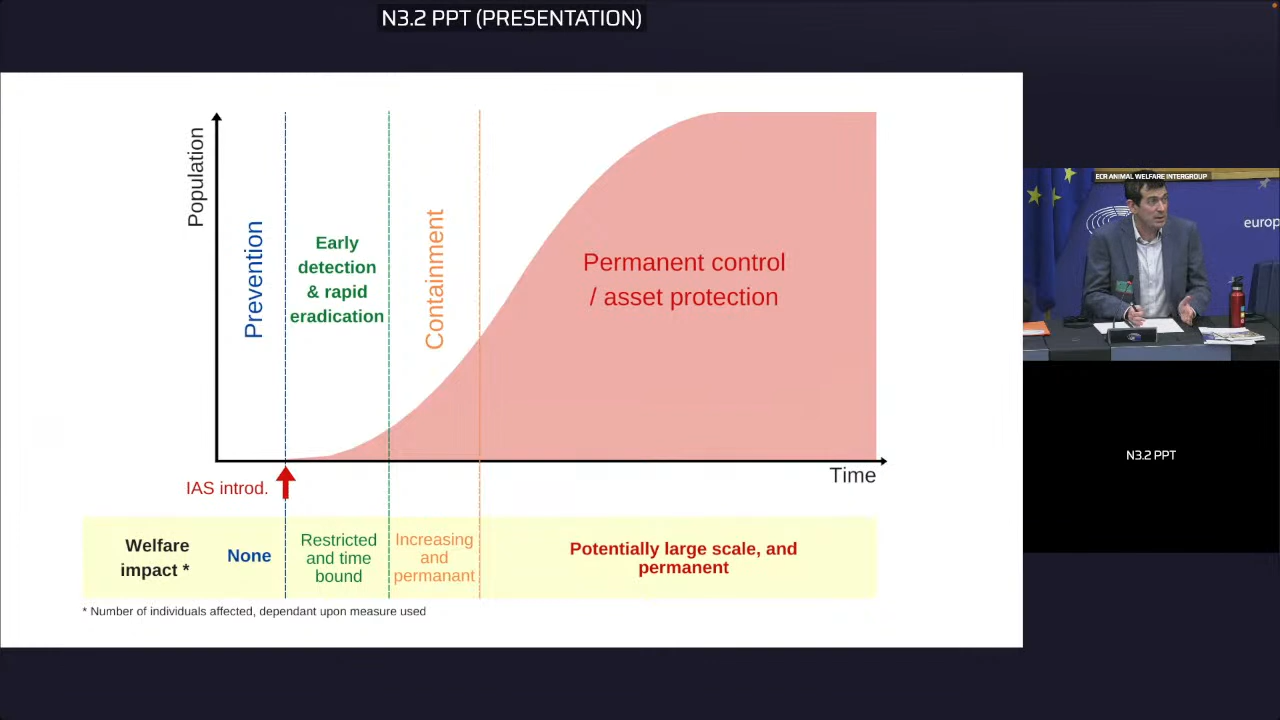 N3.2 PPT (PRESENTATION)
Population
Prevention
Early
detection
& rapid
eradication
Containment
Permanent control
/ asset protection
Time
IAS introd.
Welfare
impact *
None
Restricted
and time
bound
Increasing
and
permanant
Potentially large scale, and
permanent
* Number of individuals affected, dependant upon measure used
ECR ANIMAL WELFARE INTERGROUP
europ
N3.2 PPT